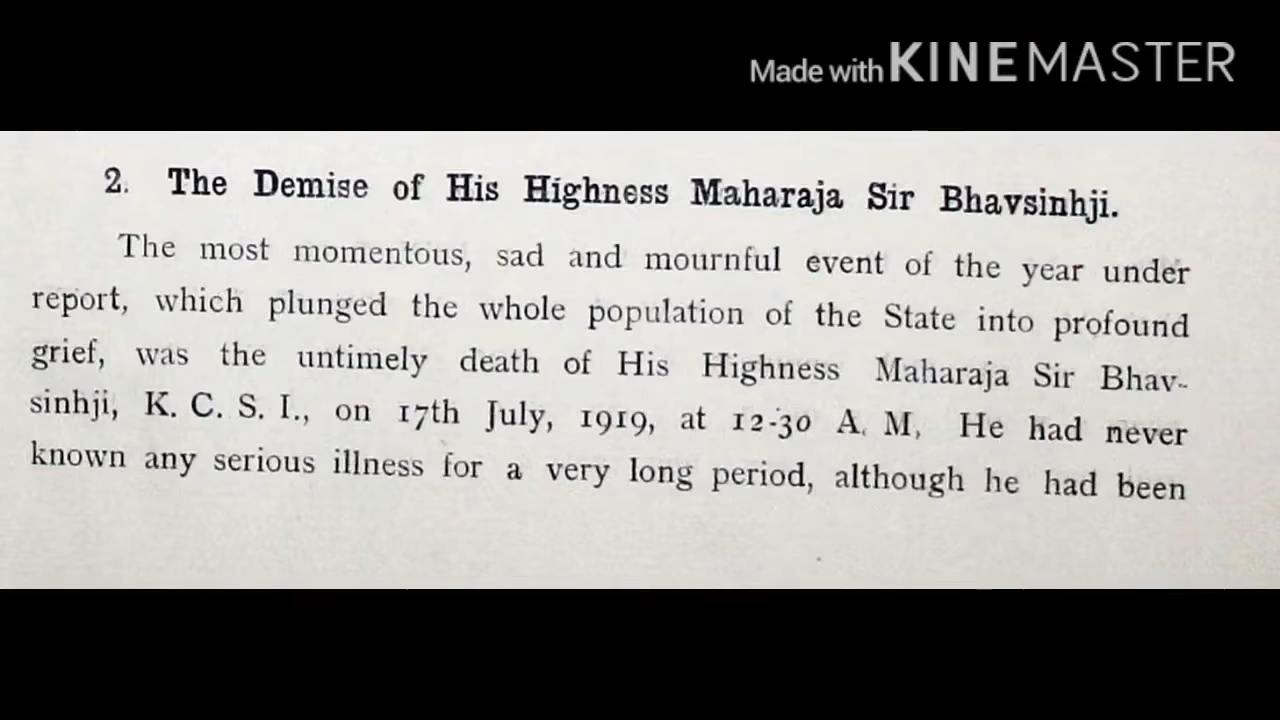 Made with KINEMASTER
2. The Demise of His Highness Maharaja Sir Bhavsinhji.
The most momentous, sad and mournful event of the year under
report, which plunged the whole population of the State into profound
grief, was the untimely death of His Highness Maharaja Sir Bhav-
sinhji, K. C. S. I., on 17th July, 1919, at 12-30 A. M, He had never
known any serious illness for a very long period, although he had been